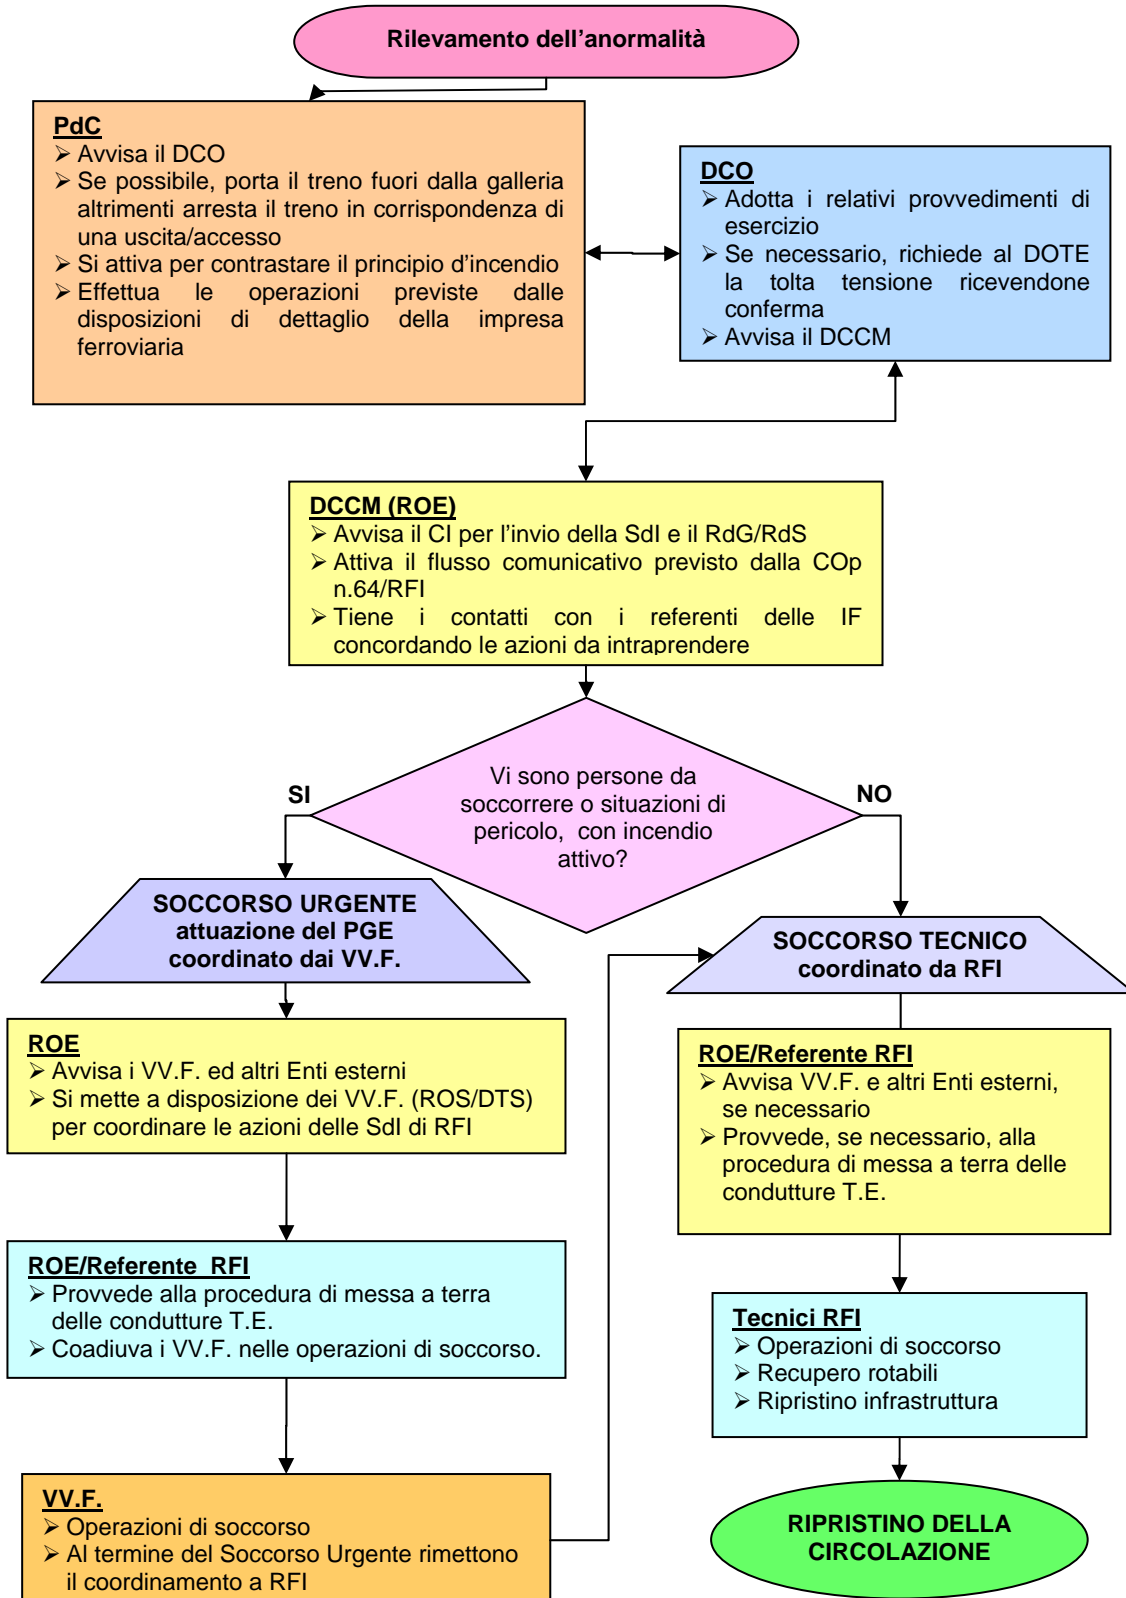 Rilevamento dell'anormalità
PdC
➢ Avvisa il DCO
➢ Se possibile, porta il treno fuori dalla galleria
altrimenti arresta il treno in corrispondenza di
una uscita/accesso
➢ Si attiva per contrastare il principio d'incendio
➢ Effettua le operazioni previste dalle
disposizioni di dettaglio della impresa
ferroviaria
DCO
➢ Adotta i relativi provvedimenti di
esercizio
➢ Se necessario, richiede al DOTE
la tolta tensione ricevendone
conferma
➢ Avvisa il DCCM
DCCM (ROE)
➢ Avvisa il CI per l'invio della SdI e il RdG/RdS
➢ Attiva il flusso comunicativo previsto dalla COp
n.64/RFI
➢ Tiene i contatti con i referenti delle IF
concordando le azioni da intraprendere
Vi sono persone da
soccorrere o situazioni di
pericolo, con incendio
attivo?
SI
NO
SOCCORSO URGENTE
attuazione del PGE
coordinato dai VV.F.
ROE
➢ Avvisa i VV.F. ed altri Enti esterni
➢ Si mette a disposizione dei VV.F. (ROS/DTS)
per coordinare le azioni delle SdI di RFI
ROE/Referente RFI
➢ Provvede alla procedura di messa a terra
delle condutture T.E.
➢ Coadiuva i VV.F. nelle operazioni di soccorso.
VV.F.
➢ Operazioni di soccorso
➢ Al termine del Soccorso Urgente rimettono
il coordinamento a RFI
SOCCORSO TECNICO
coordinato da RFI
ROE/Referente RFI
➢ Avvisa VV.F. e altri Enti esterni,
se necessario
➢ Provvede, se necessario, alla
procedura di messa a terra delle
condutture T.E.
Tecnici RFI
➢ Operazioni di soccorso
➢ Recupero rotabili
➢ Ripristino infrastruttura
RIPRISTINO DELLA
CIRCOLAZIONE